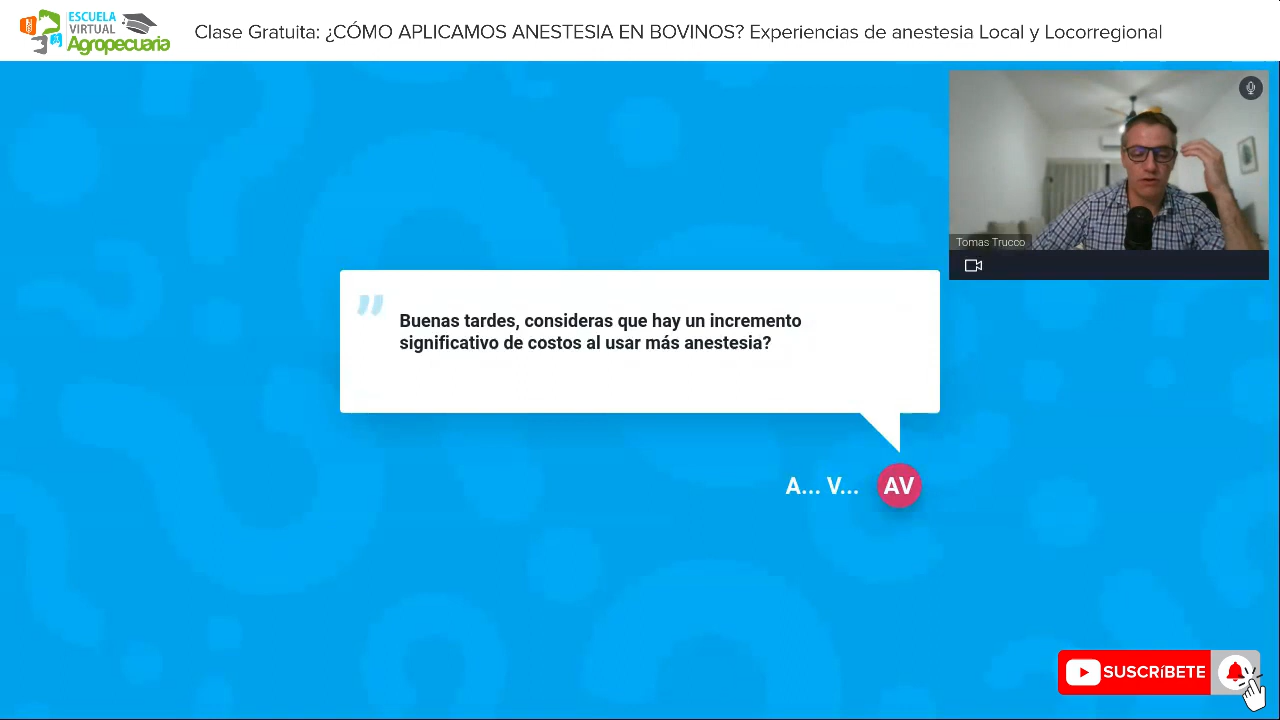 ESCUELA
VIRTUAL
Agropecuaria
Clase Gratuita: ¿CÓMO APLICAMOS ANESTESIA EN BOVINOS? Experiencias de anestesia Local y Locorregional
Tomas Trucco
Buenas tardes, consideras que hay un incremento
significativo de costos al usar más anestesia?
A... V... AV
SUSCRíBETE